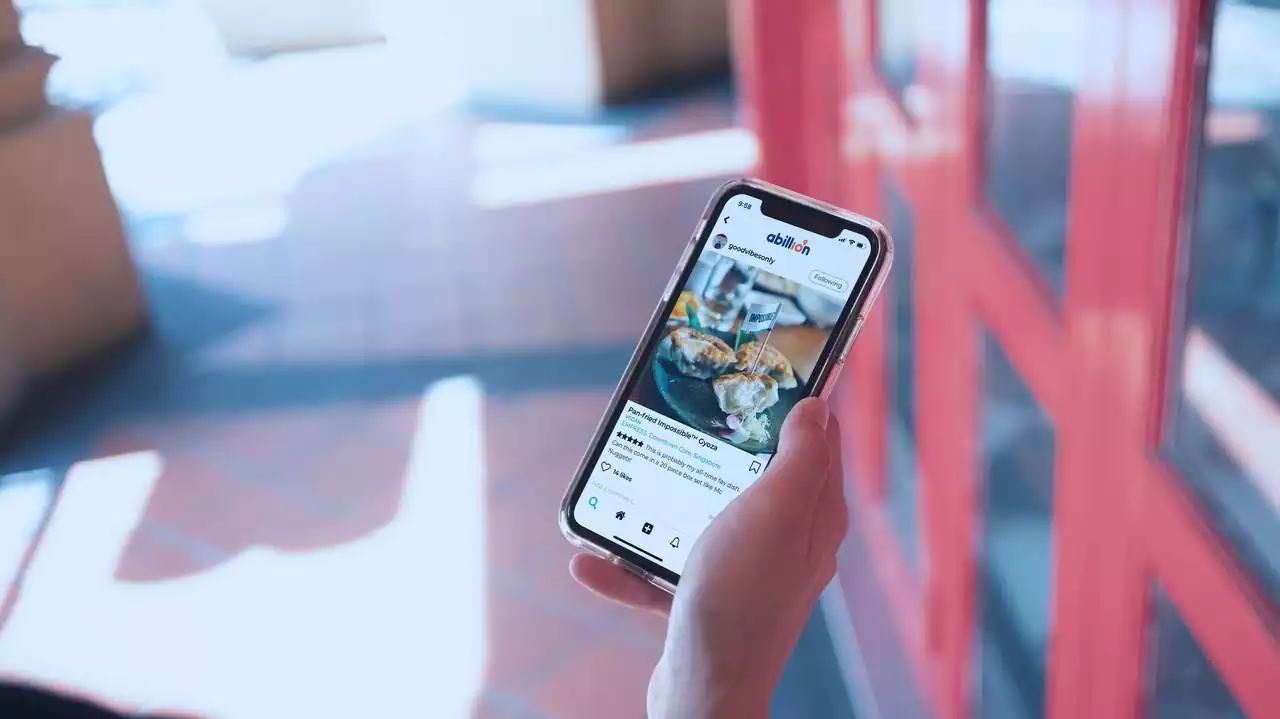 9:58
abillion
goodvibesonly
Following
IMPOSSIBLE
Pan-fried Impossible™ Gyoza
VEGAN
EMPRESS, Downtown Core, Singapore
★★★★★ This is probably my all-time fav dish.
Can this come in a 20 piece box set like Mc
Nuggets!
14 likes
Add a comment...